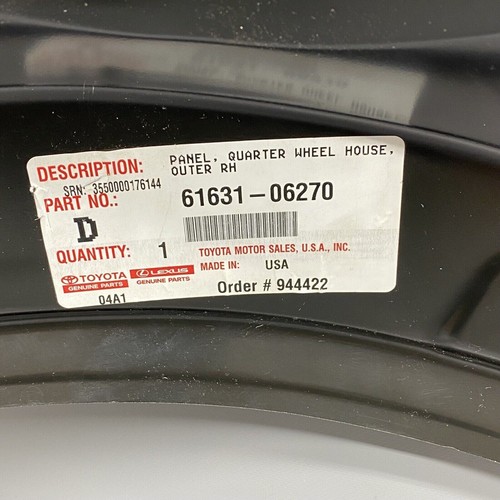 DESCRIPTION: PANEL, QUARTER WHEEL HOUSE,
OUTER RH
SRN: 3550000176144
PART NO.: 61631-06270
D
QUANTITY: 1 TOYOTA MOTOR SALES, U.S.A., INC.
TOYOTA LEXUS MADE IN: USA
GENUINE PARTS GENUINE PARTS
04A1 Order # 944422